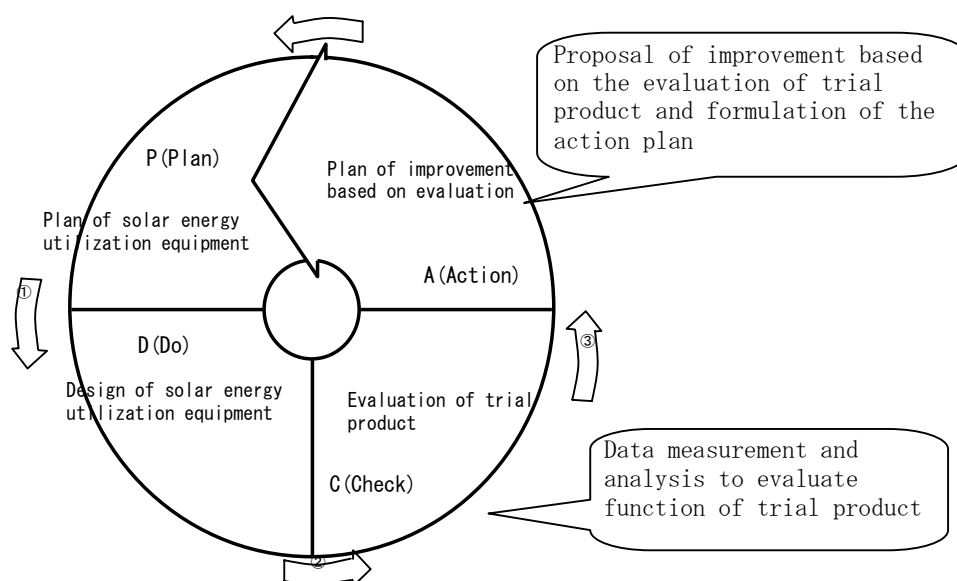 Proposal of improvement based
on the evaluation of trial
product and formulation of the
action plan
P(Plan)
Plan of improvement
based on evaluation
Plan of solar energy
utilization equipment
A(Action)
①
D(Do)
③
Design of solar energy
utilization equipment
Evaluation of trial
product
C(Check)
Data measurement and
analysis to evaluate
function of trial product
②